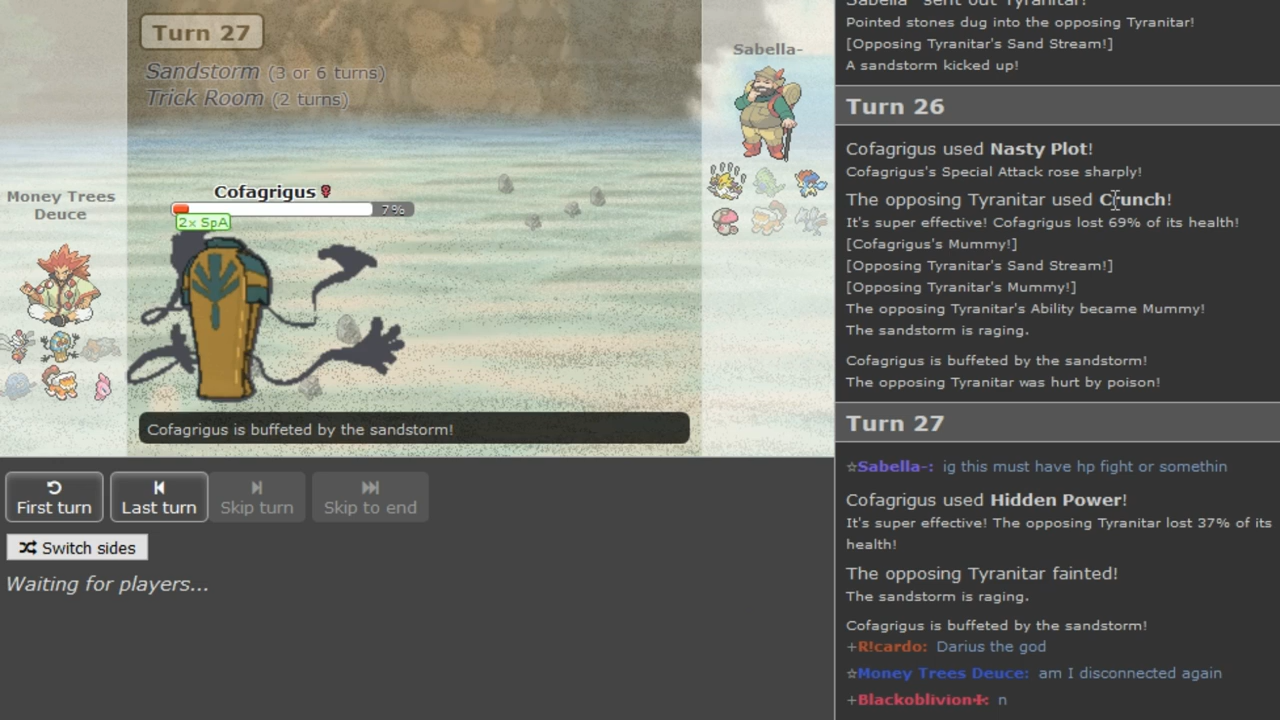 Turn 27
Sandstorm (3 or 6 turns)
Trick Room (2 turns)
Money Trees
Deuce
Sabella-
Cofagrigus
7%
2x SpA
Cofagrigus is buffeted by the sandstorm!
First turn
Last turn
Skip turn
Skip to end
Switch sides
Waiting for players...
Pointed stones dug into the opposing Tyranitar!
[Opposing Tyranitar's Sand Stream!]
A sandstorm kicked up!
Turn 26
Cofagrigus used Nasty Plot!
Cofagrigus's Special Attack rose sharply!
The opposing Tyranitar used Crunch!
It's super effective! Cofagrigus lost 69% of its health!
[Cofagrigus's Mummy!]
[Opposing Tyranitar's Sand Stream!]
[Opposing Tyranitar's Mummy!]
The opposing Tyranitar's Ability became Mummy!
The sandstorm is raging.
Cofagrigus is buffeted by the sandstorm!
The opposing Tyranitar was hurt by poison!
Turn 27
☆Sabella-: ig this must have hp fight or somethin
Cofagrigus used Hidden Power!
It's super effective! The opposing Tyranitar lost 37% of its
health!
The opposing Tyranitar fainted!
The sandstorm is raging.
Cofagrigus is buffeted by the sandstorm!
+R!cardo: Darius the god
☆Money Trees Deuce: am I disconnected again
+Blackoblivion✠: n